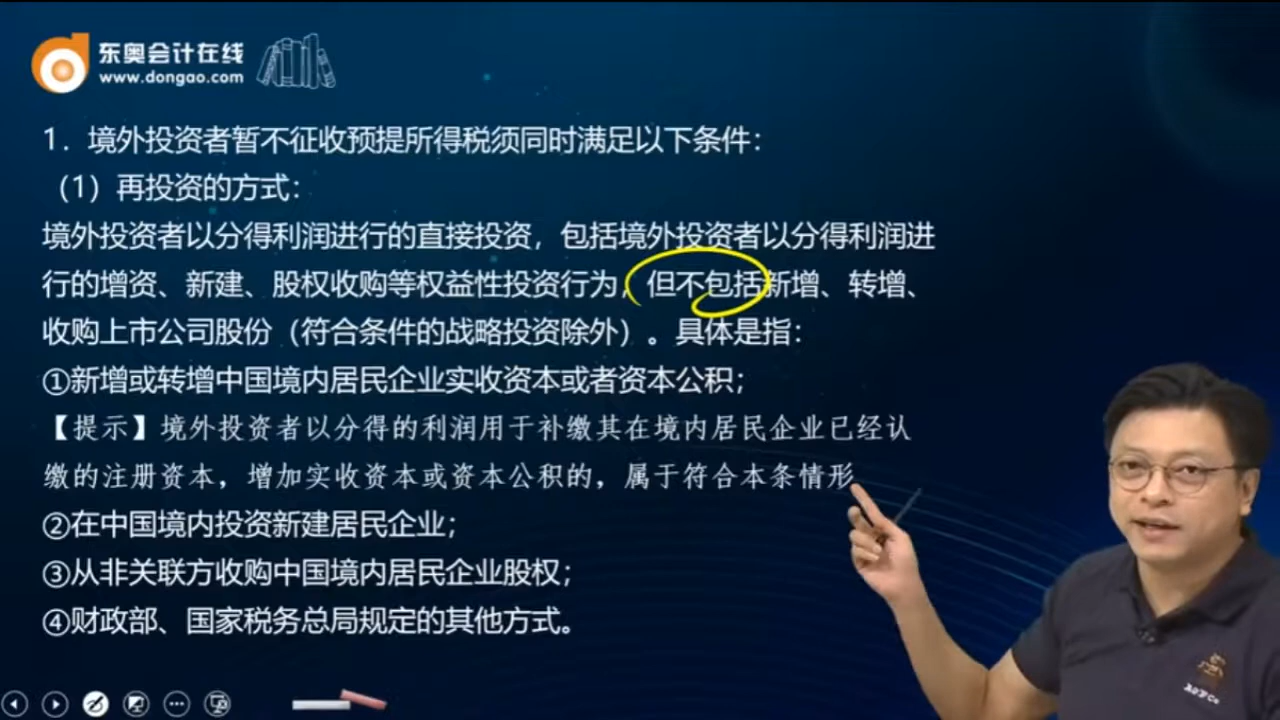 东奥会计在线
www.dongao.com
1．境外投资者暂不征收预提所得税须同时满足以下条件：
（1）再投资的方式：
境外投资者以分得利润进行的直接投资，包括境外投资者以分得利润进
行的增资、新建、股权收购等权益性投资行为，但不包括新增、转增、
收购上市公司股份（符合条件的战略投资除外）。具体是指：
①新增或转增中国境内居民企业实收资本或者资本公积；
【提示】境外投资者以分得的利润用于补缴其在境内居民企业已经认
缴的注册资本，增加实收资本或资本公积的，属于符合本条情形
②在中国境内投资新建居民企业；
③从非关联方收购中国境内居民企业股权；
④财政部、国家税务总局规定的其他方式。